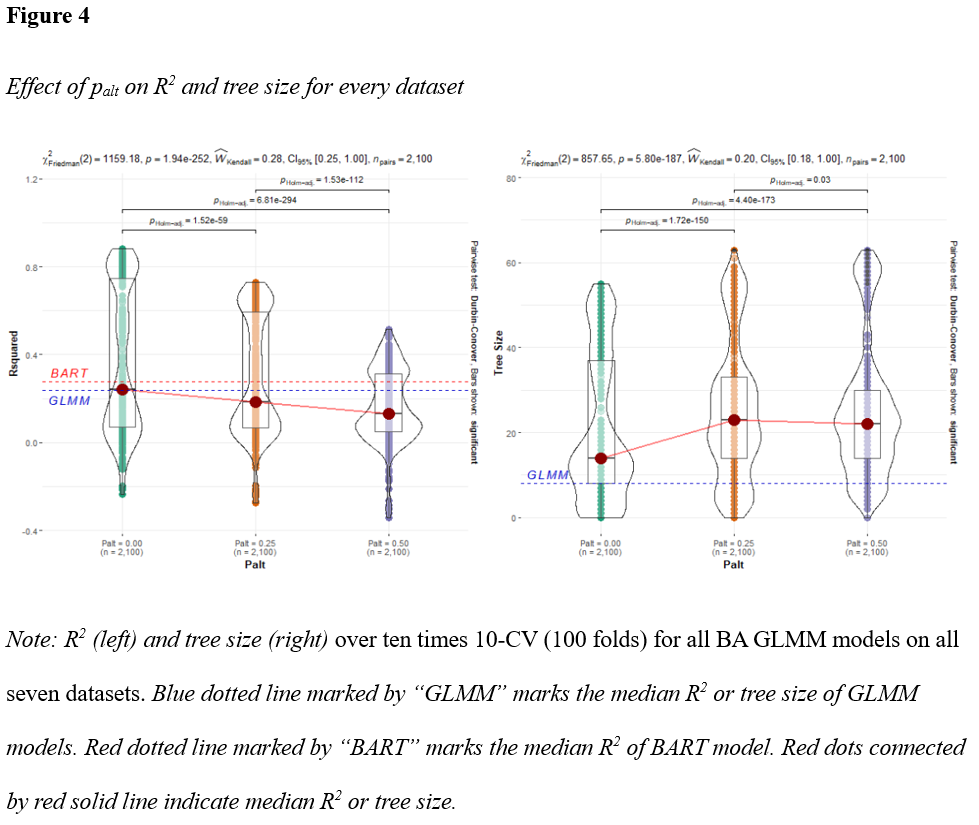 Figure 4
Effect of palt on R2 and tree size for every dataset
χ2Friedman(2) = 1159.18, p = 1.94e-252, ŴKendall = 0.28, CI95% [0.25, 1.00], npairs = 2,100
pHolm-adj. = 1.53e-112
pHolm-adj. = 6.81e-294
pHolm-adj. = 1.52e-59
1.2
0.8
0.4
0.0
-0.4
Rsquared
BART
GLMM
Palt = 0.00
(n = 2,100)
Palt = 0.25
(n = 2,100)
Palt = 0.50
(n = 2,100)
Palt
Pairwise test: Durbin-Conover, Bars shown: significant
χ2Friedman(2) = 857.65, p = 5.80e-187, ŴKendall = 0.20, CI95% [0.18, 1.00], npairs = 2,100
pHolm-adj. = 0.03
pHolm-adj. = 4.40e-173
pHolm-adj. = 1.72e-150
80
60
40
20
0
Tree Size
GLMM
Palt = 0.00
(n = 2,100)
Palt = 0.25
(n = 2,100)
Palt = 0.50
(n = 2,100)
Palt
Pairwise test: Durbin-Conover, Bars shown: significant
Note: R2 (left) and tree size (right) over ten times 10-CV (100 folds) for all BA GLMM models on all
seven datasets. Blue dotted line marked by “GLMM” marks the median R2 or tree size of GLMM
models. Red dotted line marked by “BART” marks the median R2 of BART model. Red dots connected
by red solid line indicate median R2 or tree size.